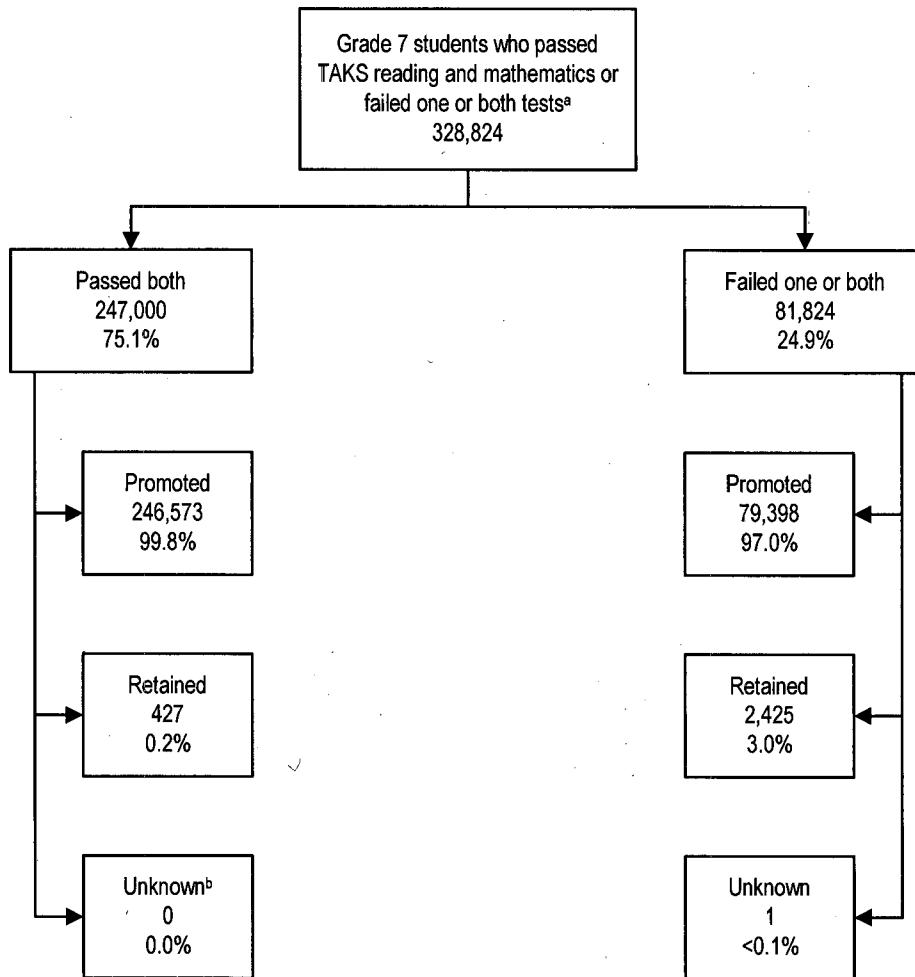 Grade 7 students who passed
TAKS reading and mathematics or
failed one or both testsᵃ
328,824
Passed both
247,000
75.1%
Failed one or both
81,824
24.9%
Promoted
246,573
99.8%
Promoted
79,398
97.0%
Retained
427
0.2%
Retained
2,425
3.0%
Unknownᵇ
0
0.0%
Unknown
1
<0.1%